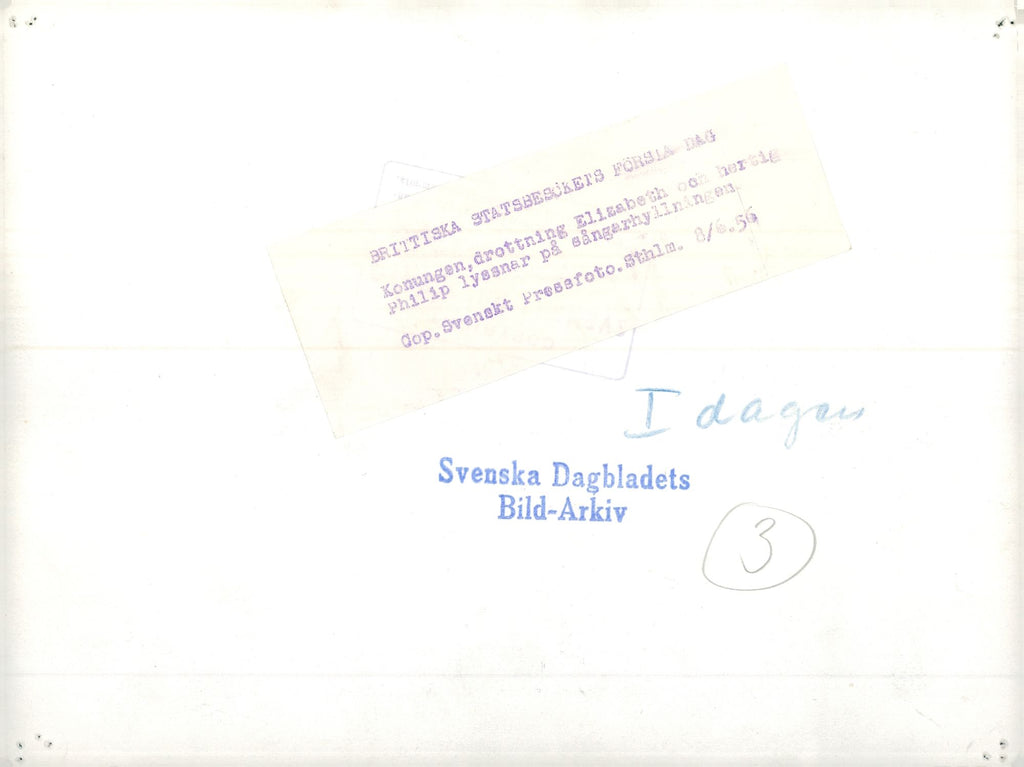 BRITTISKA STATSBESÖKETS FÖRSTA DAG
Konungen,drottning Elizabeth och hertig
Philip lyssnar på sångarhyllningen.
Cop.Svenskt Pressfoto.Sthlm. 8/6.56
I dagen
Svenska Dagbladets
Bild-Arkiv
3